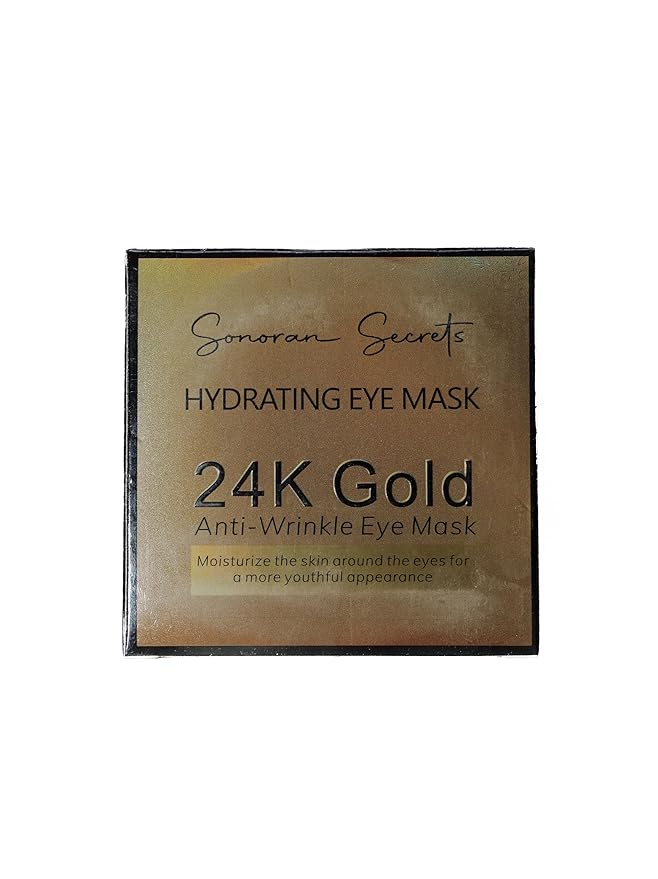 Sonoran Secrets
HYDRATING EYE MASK
24K Gold
Anti-Wrinkle Eye Mask
Moisturize the skin around the eyes for
a more youthful appearance